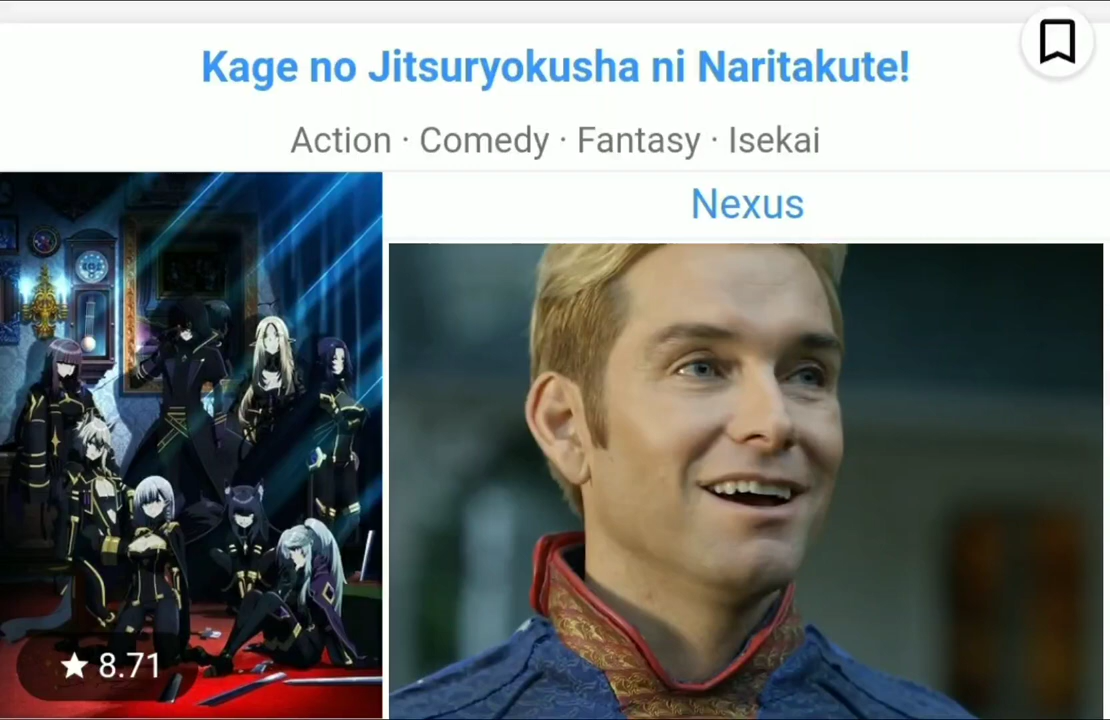 Kage no Jitsuryokusha ni Naritakute!
Action · Comedy · Fantasy · Isekai
Nexus
★ 8.71